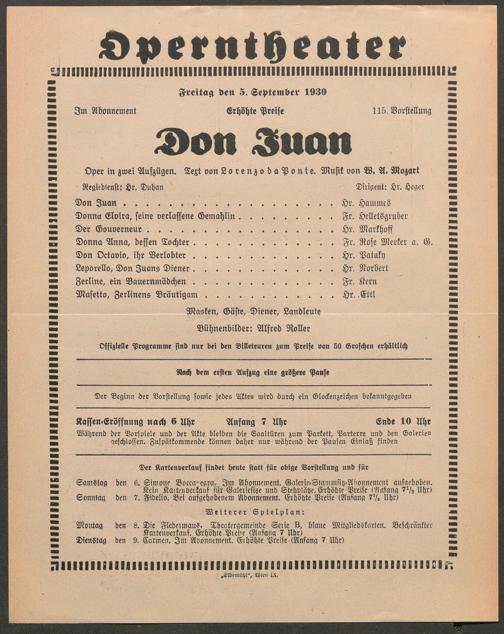 Operntheater
Freitag den 5. September 1930
Im Abonnement Erhöhte Preise 115. Vorstellung
Don Juan
Oper in zwei Aufzügen. Text von Lorenzo da Ponte. Musik von W. A. Mozart
Regiedienst: Hr. Duhan Dirigent: Hr. Heger
Don Juan . . . . . . . . . . . . . . . . . . Hr. Hammes
Donna Elvira, seine verlassene Gemahlin . . . . . . . . Fr. Helletsgruber
Der Gouverneur . . . . . . . . . . . . . . . . Hr. Markhoff
Donna Anna, dessen Tochter . . . . . . . . . . . . Fr. Rose Merker a. G.
Don Octavio, ihr Verlobter . . . . . . . . . . . . Hr. Pataky
Leporello, Don Juans Diener . . . . . . . . . . . . Hr. Norbert
Zerline, ein Bauernmädchen . . . . . . . . . . . . Fr. Kern
Masetto, Zerlinens Bräutigam . . . . . . . . . . . Hr. Ettl
Masken, Gäste, Diener, Landleute
Bühnenbilder: Alfred Roller
Offizielle Programme sind nur bei den Billeteuren zum Preise von 50 Groschen erhältlich
Nach dem ersten Aufzug eine größere Pause
Der Beginn der Vorstellung sowie jedes Aktes wird durch ein Glockenzeichen bekanntgegeben
Kassen-Eröffnung nach 6 Uhr Anfang 7 Uhr Ende 10 Uhr
Während der Vorspiele und der Akte bleiben die Saaltüren zum Parkett, Parterre und den Galerien
geschlossen. Zuspätkommende können daher nur während der Pausen Einlaß finden
Der Kartenverkauf findet heute statt für obige Vorstellung und für
Samstag den 6. Simone Boccanegra. Im Abonnement. Galerie-Stammsitz-Abonnement aufgehoben.
Kein Kartenverkauf für Galeriesitze und Stehplätze. Erhöhte Preise (Anfang 7½ Uhr)
Sonntag den 7. Fidelio. Bei aufgehobenem Abonnement. Erhöhte Preise (Anfang 7½ Uhr)
Weiterer Spielplan:
Montag den 8. Die Fledermaus. Theatergemeinde Serie B, blaue Mitgliedskarten. Beschränkter
Kartenverkauf. Erhöhte Preise (Anfang 7 Uhr)
Dienstag den 9. Carmen. Im Abonnement. Erhöhte Preise (Anfang 7 Uhr)
„Elbemühl“, Wien IX.